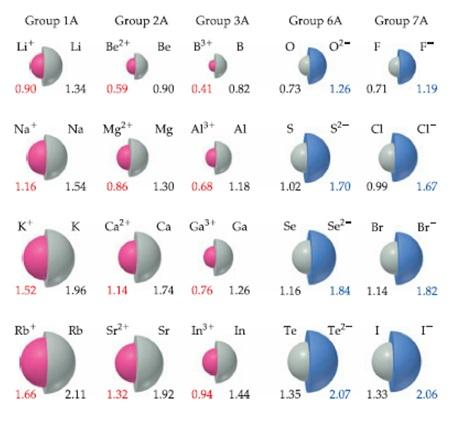 Group 1A Group 2A Group 3A Group 6A Group 7A
Li⁺ Li Be²⁺ Be B³⁺ B O O²⁻ F F⁻
0.90 1.34 0.59 0.90 0.41 0.82 0.73 1.26 0.71 1.19
Na⁺ Na Mg²⁺ Mg Al³⁺ Al S S²⁻ Cl Cl⁻
1.16 1.54 0.86 1.30 0.68 1.18 1.02 1.70 0.99 1.67
K⁺ K Ca²⁺ Ca Ga³⁺ Ga Se Se²⁻ Br Br⁻
1.52 1.96 1.14 1.74 0.76 1.26 1.16 1.84 1.14 1.82
Rb⁺ Rb Sr²⁺ Sr In³⁺ In Te Te²⁻ I I⁻
1.66 2.11 1.32 1.92 0.94 1.44 1.35 2.07 1.33 2.06